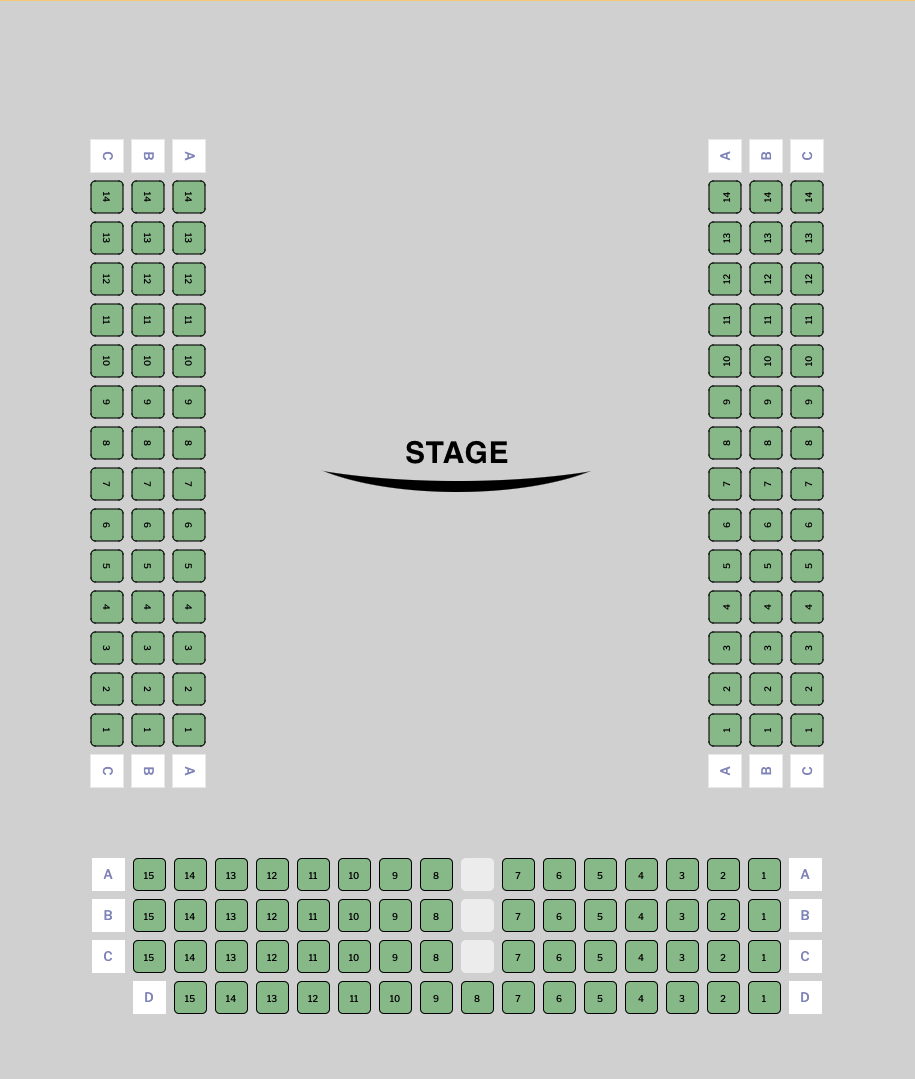 C B A A B C
14 14 14 14 14 14
13 13 13 13 13 13
12 12 12 12 12 12
11 11 11 11 11 11
10 10 10 10 10 10
9 9 9 9 9 9
8 8 8 8 8 8
STAGE
7 7 7 7 7 7
6 6 6 6 6 6
5 5 5 5 5 5
4 4 4 4 4 4
3 3 3 3 3 3
2 2 2 2 2 2
1 1 1 1 1 1
C B A A B C
A 15 14 13 12 11 10 9 8 7 6 5 4 3 2 1 A
B 15 14 13 12 11 10 9 8 7 6 5 4 3 2 1 B
C 15 14 13 12 11 10 9 8 7 6 5 4 3 2 1 C
D 15 14 13 12 11 10 9 8 7 6 5 4 3 2 1 D